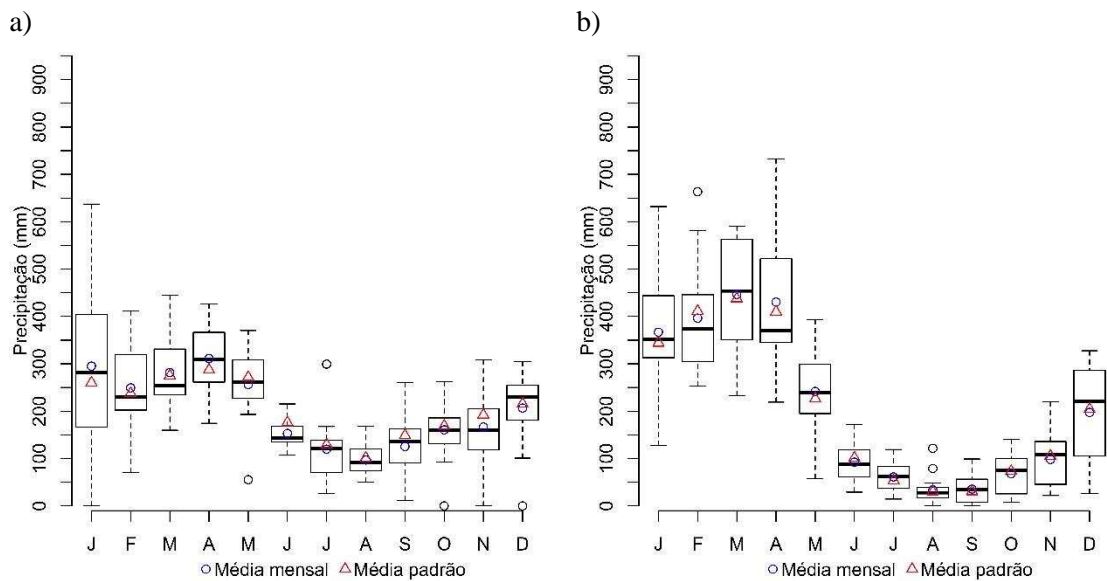 a) b)
Precipitação (mm)
900
800
700
600
500
400
300
200
100
0
J F M A M J J A S O N D
Média mensal Média padrão
Precipitação (mm)
900
800
700
600
500
400
300
200
100
0
J F M A M J J A S O N D
Média mensal Média padrão